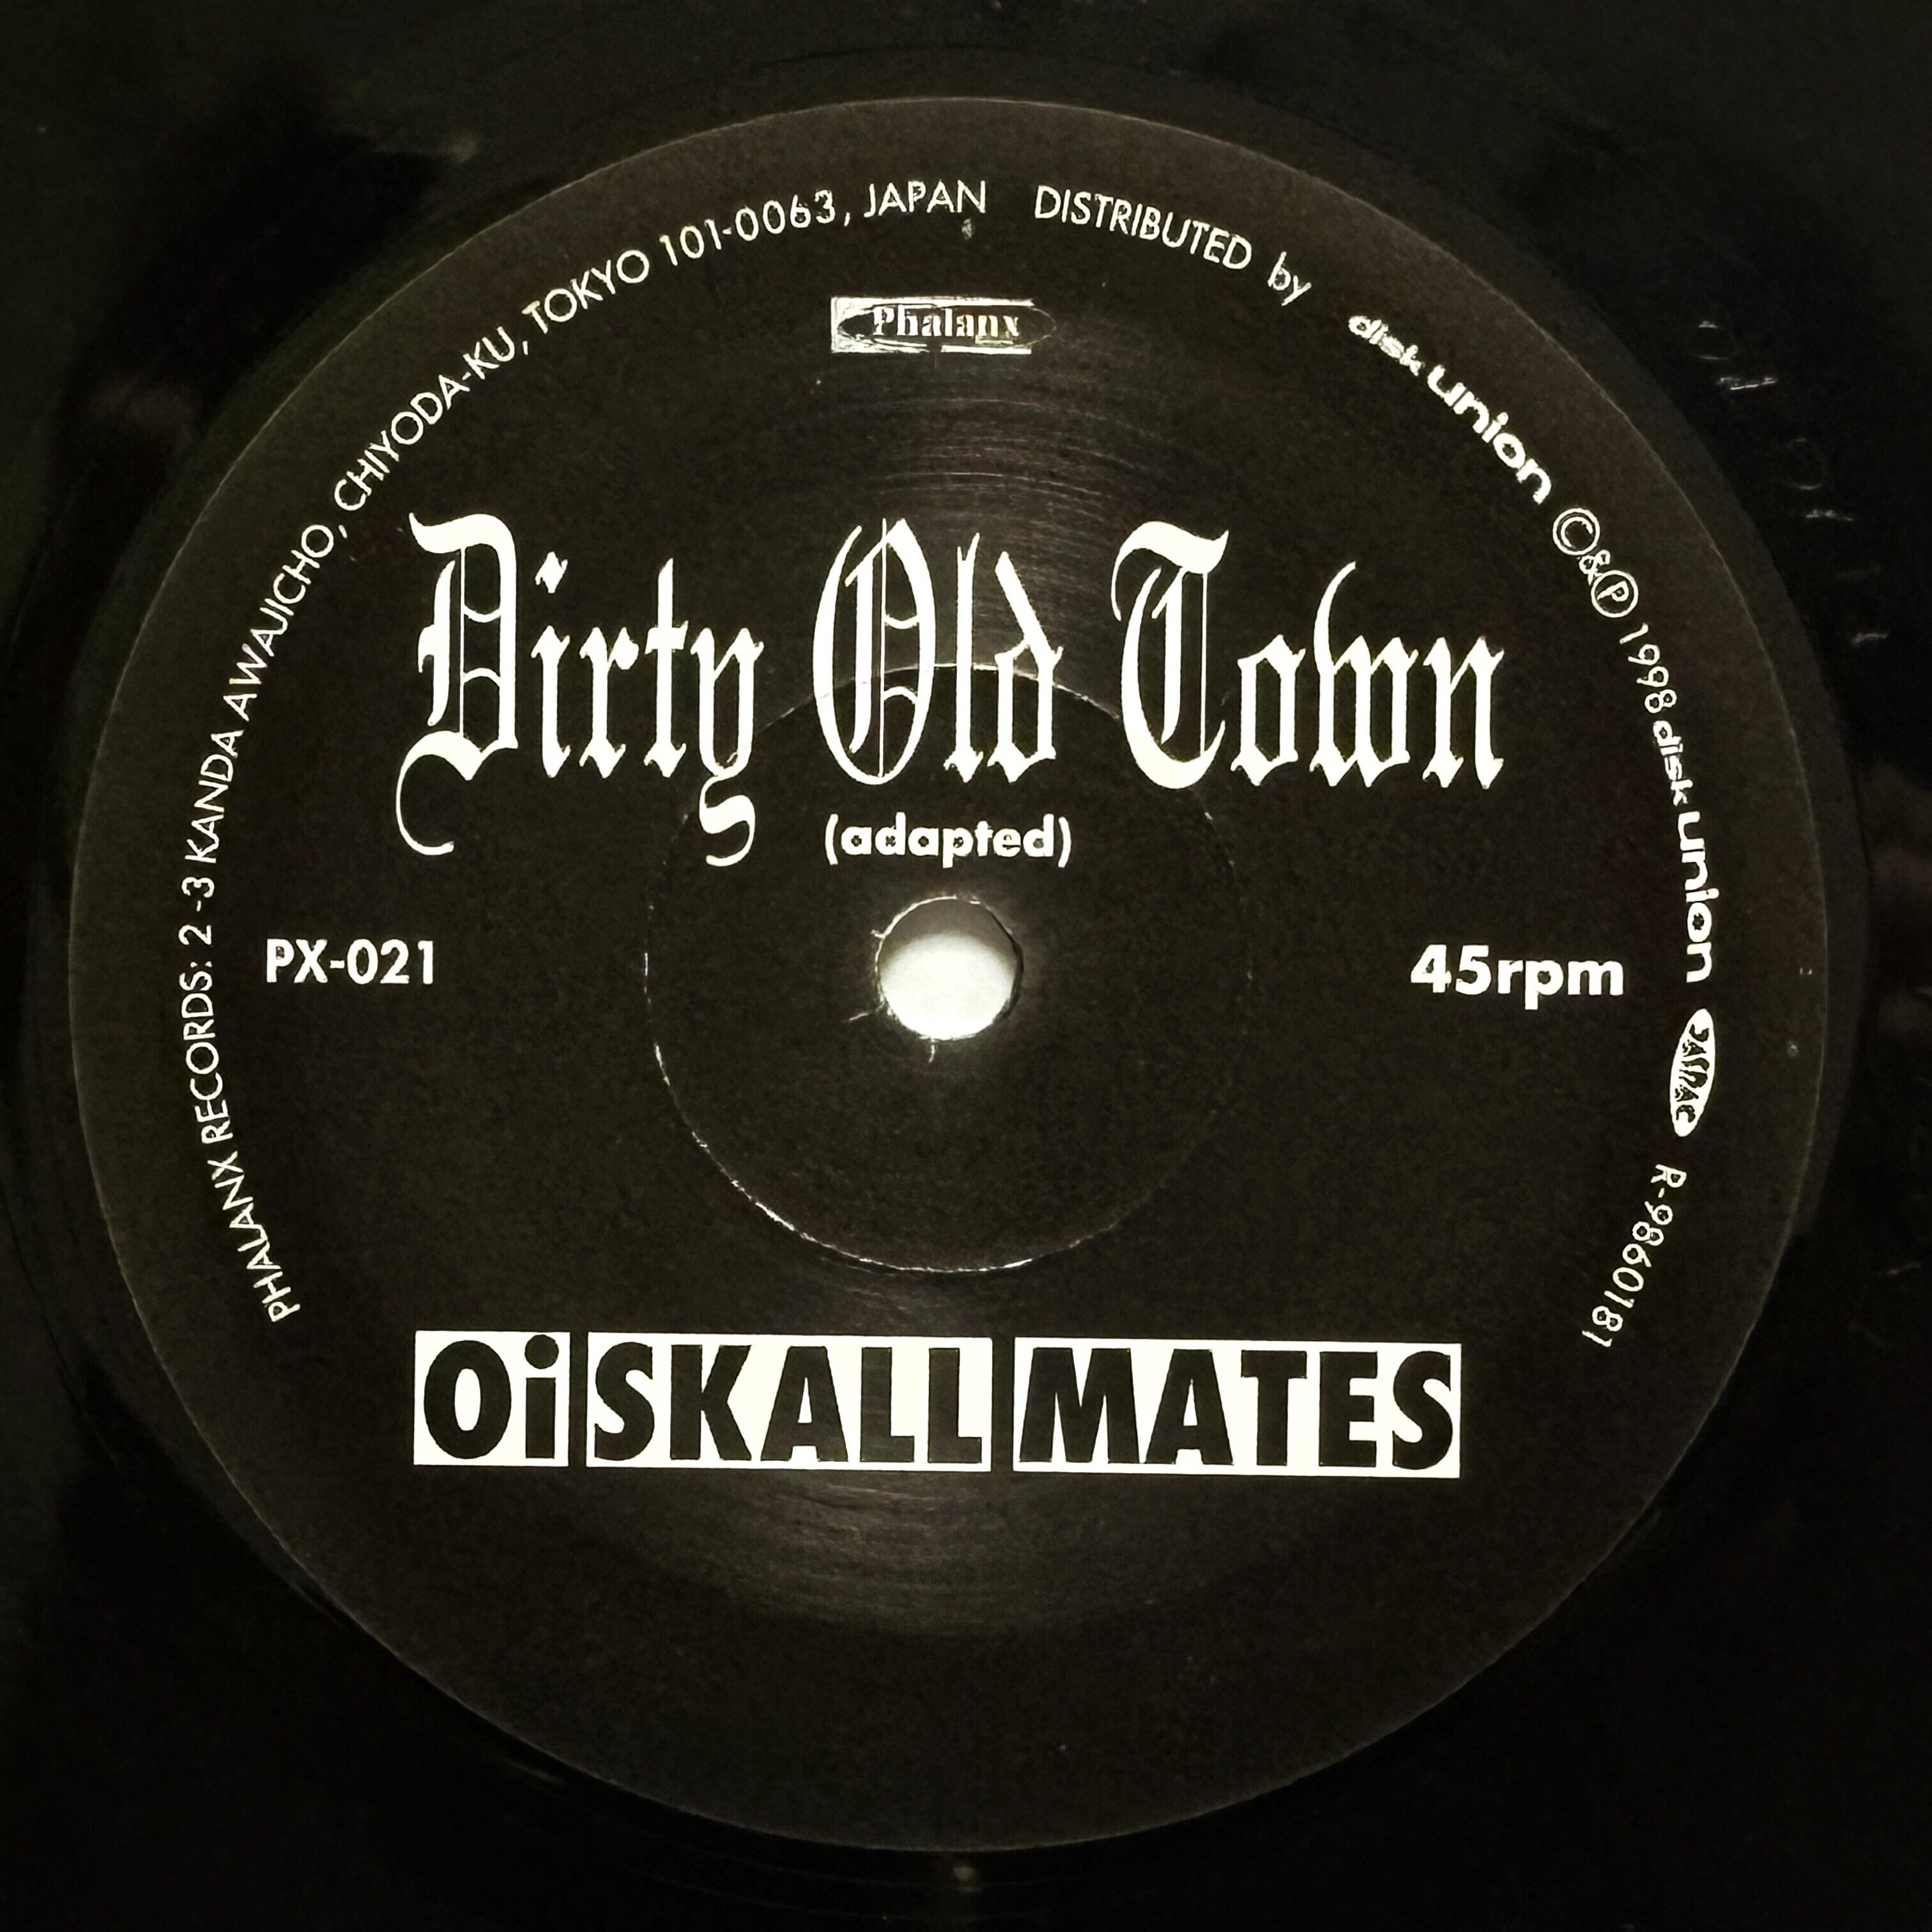 PHALANX RECORDS: 2 -3 KANDA AWAJICHO, CHIYODA-KU, TOKYO 101-0063, JAPAN DISTRIBUTED by disk union ©&℗ 1998 disk union JASRAC R-9860181
Phalanx
Dirty Old Town
(adapted)
PX-021
45rpm
Oi SKALL MATES